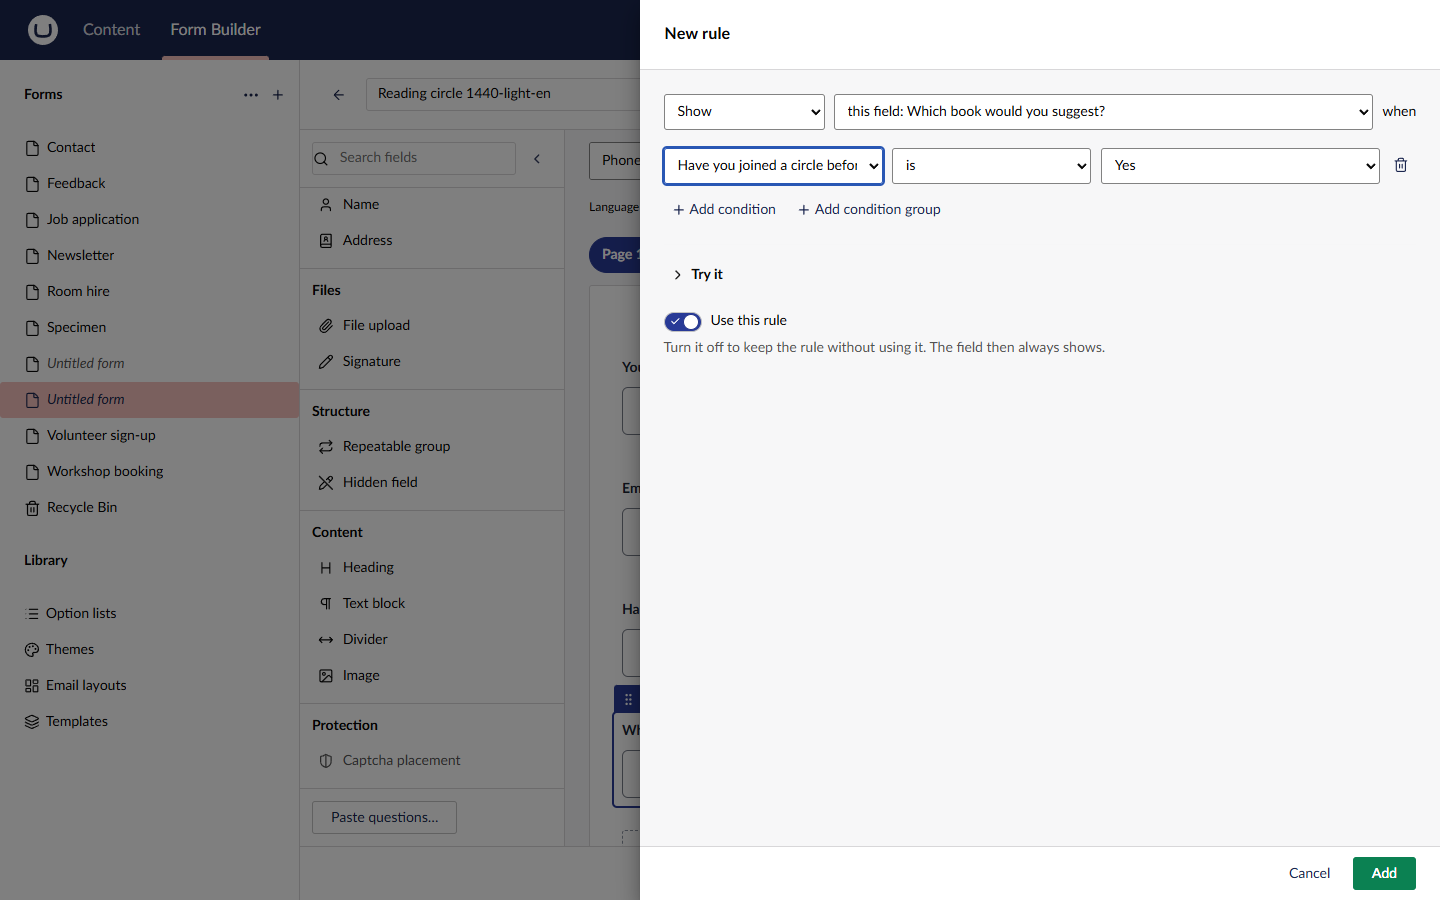 Content
Form Builder
Forms
Contact
Feedback
Job application
Newsletter
Room hire
Specimen
Untitled form
Untitled form
Volunteer sign-up
Workshop booking
Recycle Bin
Library
Option lists
Themes
Email layouts
Templates
Reading circle 1440-light-en
Search fields
Name
Address
Files
File upload
Signature
Structure
Repeatable group
Hidden field
Content
Heading
Text block
Divider
Image
Protection
Captcha placement
Paste questions...
Phone
Language
Page
New rule
Show
this field: Which book would you suggest?
when
Have you joined a circle
is
Yes
Add condition
Add condition group
Try it
Use this rule
Turn it off to keep the rule without using it. The field then always shows.
Cancel
Add